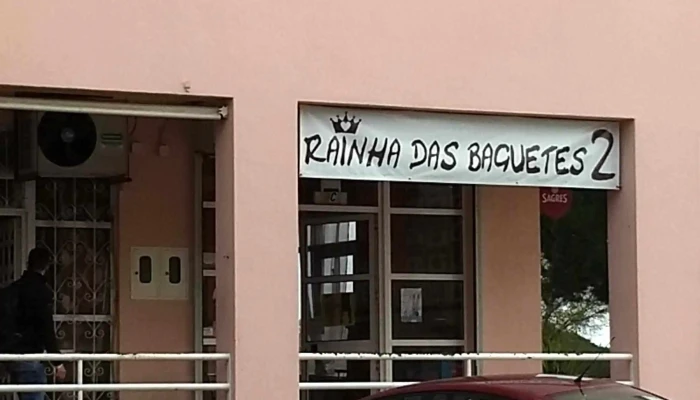 RAINHA DAS BAGUETES 2
C
SAGRES